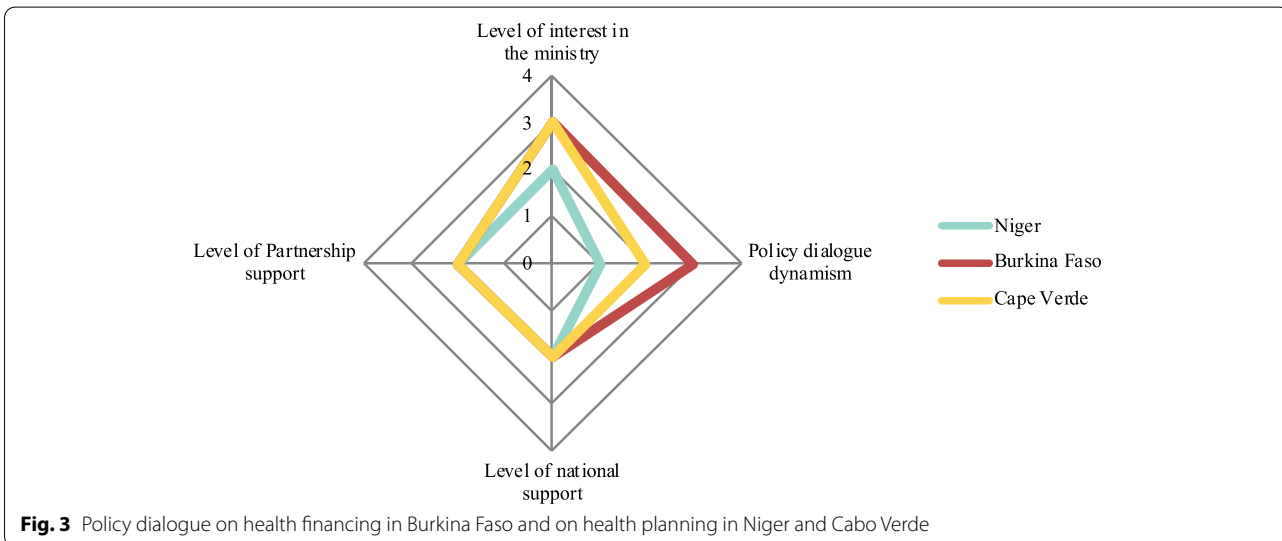 Level of interest in
the ministry
4
3
2
1
0
Level of Partnership
support
Policy dialogue
dynamism
Level of national
support
Niger
Burkina Faso
Cape Verde
Fig. 3 Policy dialogue on health financing in Burkina Faso and on health planning in Niger and Cabo Verde